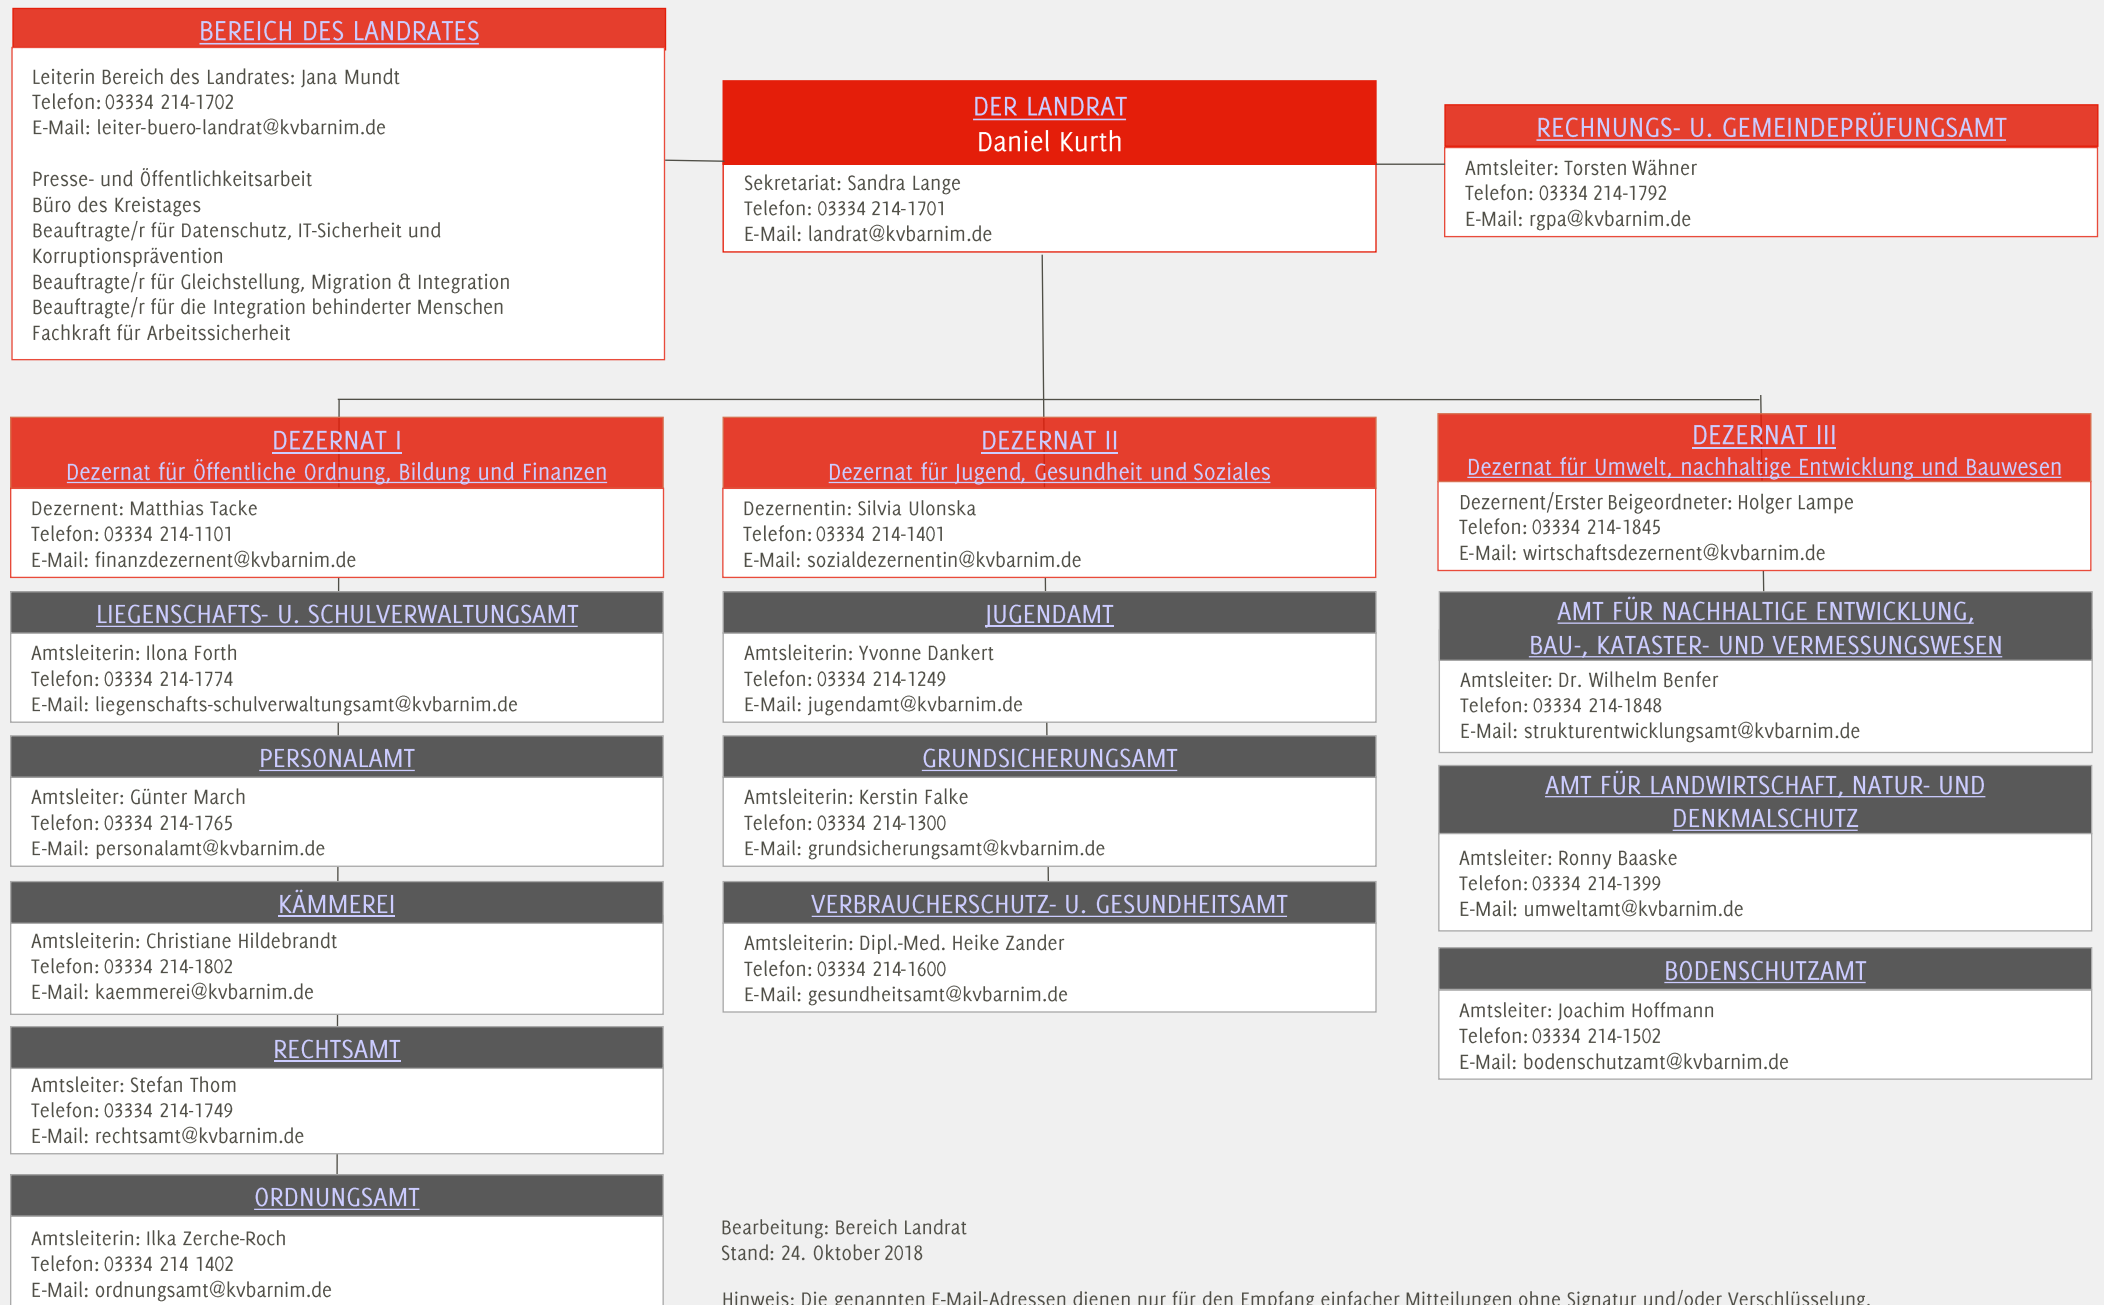 BEREICH DES LANDRATES
Leiterin Bereich des Landrates: Jana Mundt
Telefon: 03334 214-1702
E-Mail: leiter-buero-landrat@kvbarnim.de
Presse- und Öffentlichkeitsarbeit
Büro des Kreistages
Beauftragte/r für Datenschutz, IT-Sicherheit und
Korruptionsprävention
Beauftragte/r für Gleichstellung, Migration & Integration
Beauftragte/r für die Integration behinderter Menschen
Fachkraft für Arbeitssicherheit
DER LANDRAT
Daniel Kurth
Sekretariat: Sandra Lange
Telefon: 03334 214-1701
E-Mail: landrat@kvbarnim.de
RECHNUNGS- U. GEMEINDEPRÜFUNGSAMT
Amtsleiter: Torsten Wähner
Telefon: 03334 214-1792
E-Mail: rgpa@kvbarnim.de
DEZERNAT I
Dezernat für Öffentliche Ordnung, Bildung und Finanzen
Dezernent: Matthias Tacke
Telefon: 03334 214-1101
E-Mail: finanzdezernent@kvbarnim.de
LIEGENSCHAFTS- U. SCHULVERWALTUNGSAMT
Amtsleiterin: Ilona Forth
Telefon: 03334 214-1774
E-Mail: liegenschafts-schulverwaltungsamt@kvbarnim.de
PERSONALAMT
Amtsleiter: Günter March
Telefon: 03334 214-1765
E-Mail: personalamt@kvbarnim.de
KÄMMEREI
Amtsleiterin: Christiane Hildebrandt
Telefon: 03334 214-1802
E-Mail: kaemmerei@kvbarnim.de
RECHTSAMT
Amtsleiter: Stefan Thom
Telefon: 03334 214-1749
E-Mail: rechtsamt@kvbarnim.de
ORDNUNGSAMT
Amtsleiterin: Ilka Zerche-Roch
Telefon: 03334 214 1402
E-Mail: ordnungsamt@kvbarnim.de
DEZERNAT II
Dezernat für Jugend, Gesundheit und Soziales
Dezernentin: Silvia Ulonska
Telefon: 03334 214-1401
E-Mail: sozialdezernentin@kvbarnim.de
JUGENDAMT
Amtsleiterin: Yvonne Dankert
Telefon: 03334 214-1249
E-Mail: jugendamt@kvbarnim.de
GRUNDSICHERUNGSAMT
Amtsleiterin: Kerstin Falke
Telefon: 03334 214-1300
E-Mail: grundsicherungsamt@kvbarnim.de
VERBRAUCHERSCHUTZ- U. GESUNDHEITSAMT
Amtsleiterin: Dipl.-Med. Heike Zander
Telefon: 03334 214-1600
E-Mail: gesundheitsamt@kvbarnim.de
DEZERNAT III
Dezernat für Umwelt, nachhaltige Entwicklung und Bauwesen
Dezernent/Erster Beigeordneter: Holger Lampe
Telefon: 03334 214-1845
E-Mail: wirtschaftsdezernent@kvbarnim.de
AMT FÜR NACHHALTIGE ENTWICKLUNG,
BAU-, KATASTER- UND VERMESSUNGSWESEN
Amtsleiter: Dr. Wilhelm Benfer
Telefon: 03334 214-1848
E-Mail: strukturentwicklungsamt@kvbarnim.de
AMT FÜR LANDWIRTSCHAFT, NATUR- UND
DENKMALSCHUTZ
Amtsleiter: Ronny Baaske
Telefon: 03334 214-1399
E-Mail: umweltamt@kvbarnim.de
BODENSCHUTZAMT
Amtsleiter: Joachim Hoffmann
Telefon: 03334 214-1502
E-Mail: bodenschutzamt@kvbarnim.de
Bearbeitung: Bereich Landrat
Stand: 24. Oktober 2018
Hinweis: Die genannten E-Mail-Adressen dienen nur für den Empfang einfacher Mitteilungen ohne Signatur und/oder Verschlüsselung.